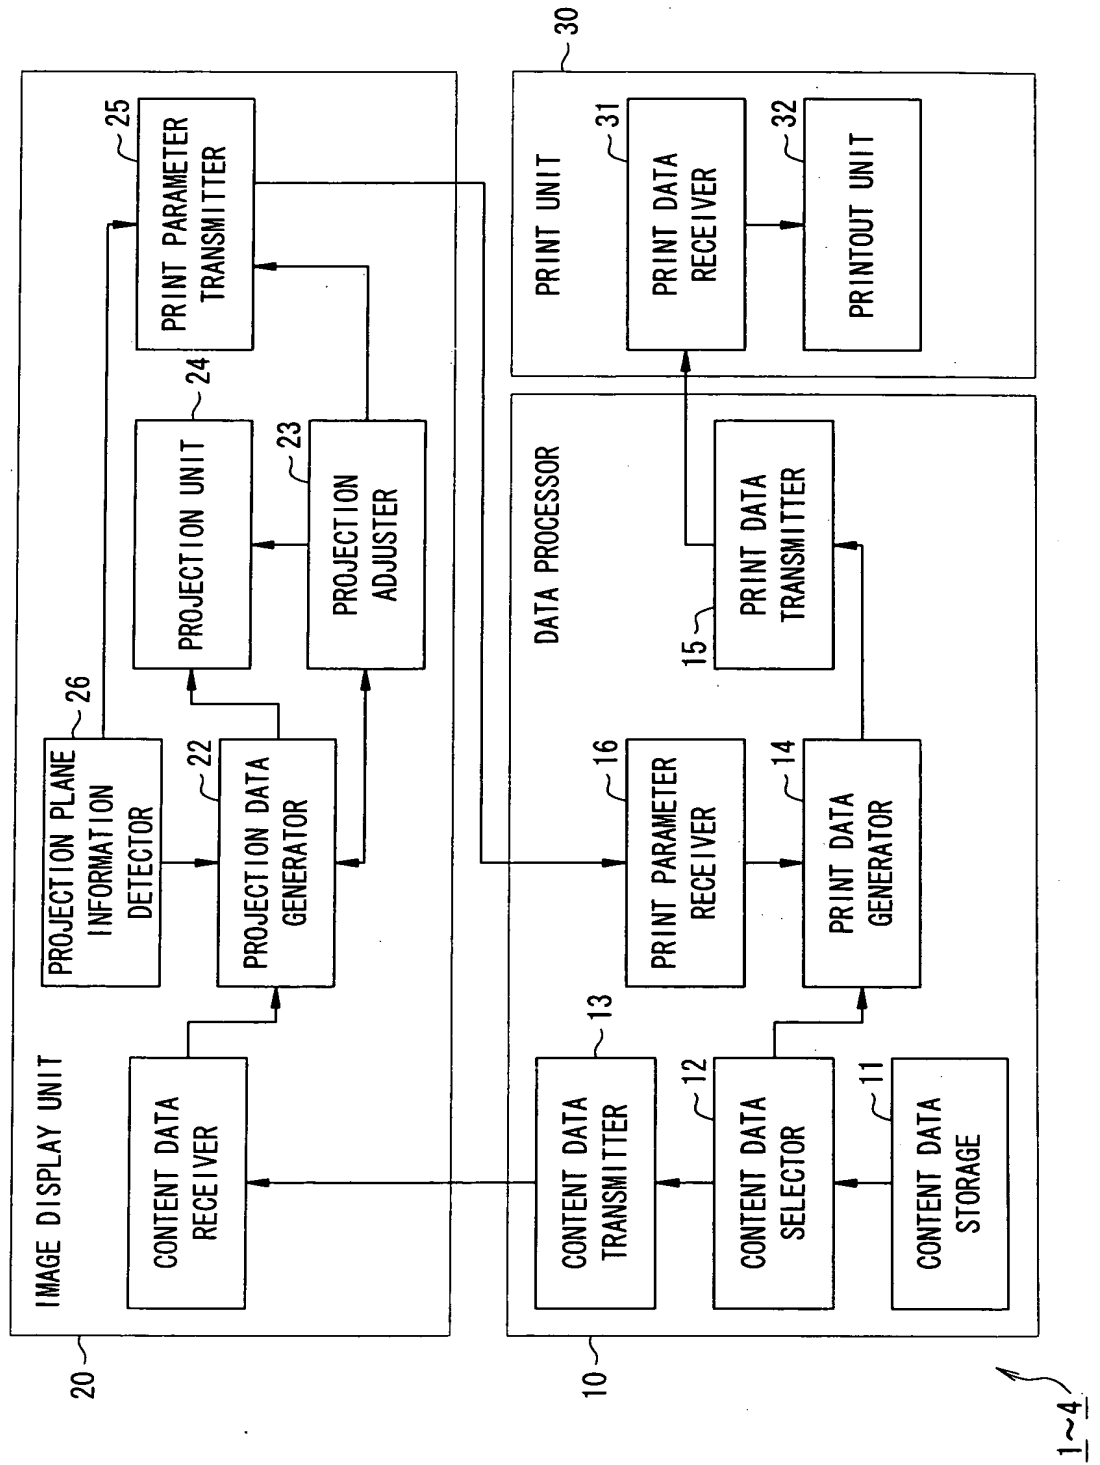 20
IMAGE DISPLAY UNIT
CONTENT DATA
RECEIVER
26
PROJECTION PLANE
INFORMATION
DETECTOR
22
PROJECTION DATA
GENERATOR
24
PROJECTION UNIT
23
PROJECTION
ADJUSTER
25
PRINT PARAMETER
TRANSMITTER
10
DATA PROCESSOR
13
CONTENT DATA
TRANSMITTER
12
CONTENT DATA
SELECTOR
11
CONTENT DATA
STORAGE
16
PRINT PARAMETER
RECEIVER
14
PRINT DATA
GENERATOR
15
PRINT DATA
TRANSMITTER
30
PRINT UNIT
31
PRINT DATA
RECEIVER
32
PRINTOUT UNIT
1~4